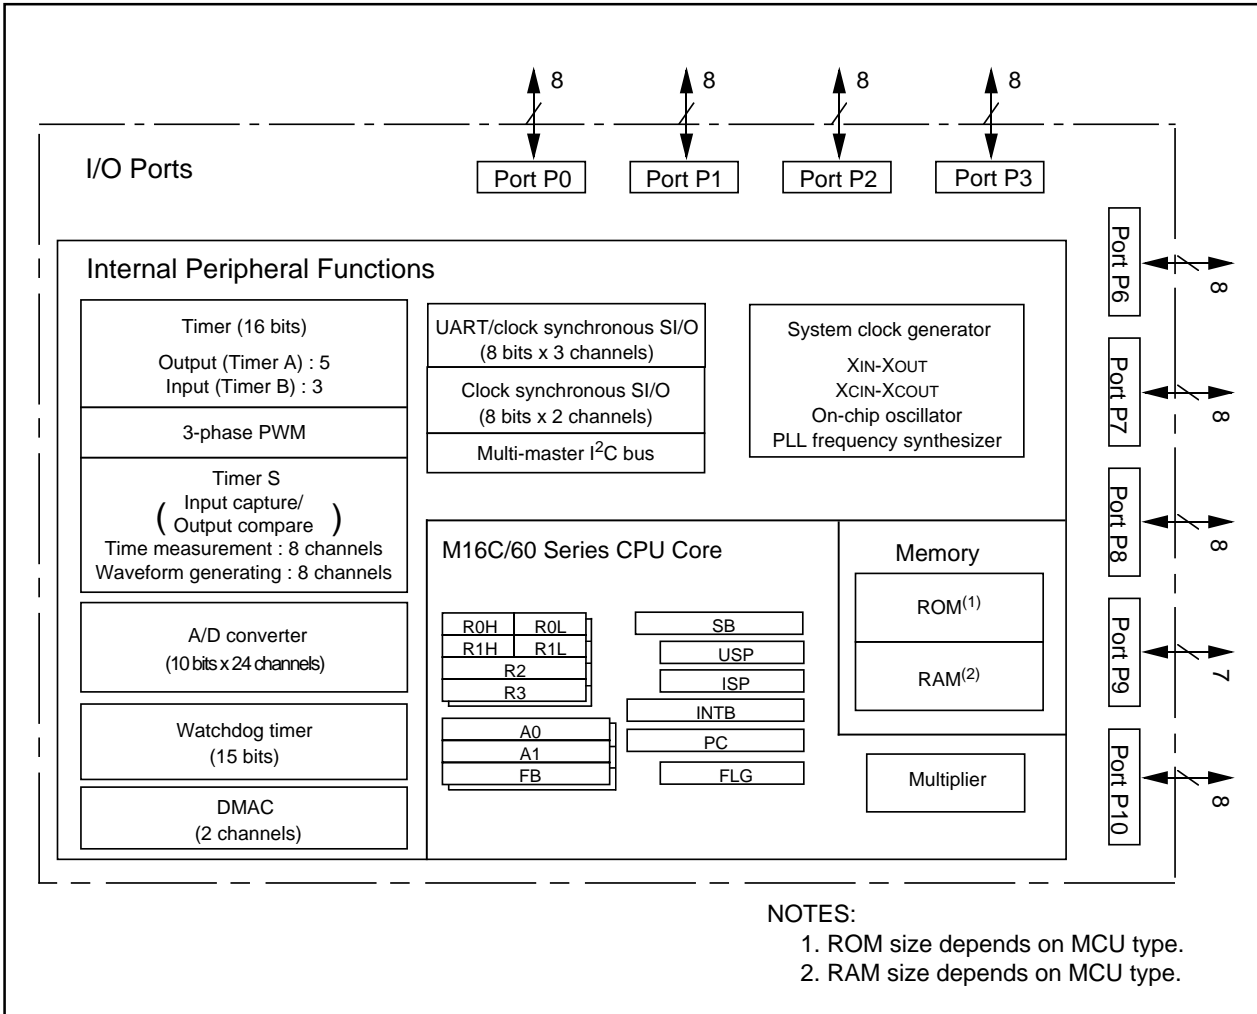 8
8
8
8
I/O Ports
Port P0
Port P1
Port P2
Port P3
Port P6
8
Port P7
8
Port P8
8
Port P9
7
Port P10
8
Internal Peripheral Functions
Timer (16 bits)
Output (Timer A) : 5
Input (Timer B) : 3
3-phase PWM
Timer S
( Input capture/
Output compare )
Time measurement : 8 channels
Waveform generating : 8 channels
A/D converter
(10 bits x 24 channels)
Watchdog timer
(15 bits)
DMAC
(2 channels)
UART/clock synchronous SI/O
(8 bits x 3 channels)
Clock synchronous SI/O
(8 bits x 2 channels)
Multi-master I²C bus
System clock generator
XIN-XOUT
XCIN-XCOUT
On-chip oscillator
PLL frequency synthesizer
M16C/60 Series CPU Core
R0H
R0L
R1H
R1L
R2
R3
A0
A1
FB
SB
USP
ISP
INTB
PC
FLG
Memory
ROM(1)
RAM(2)
Multiplier
NOTES:
1. ROM size depends on MCU type.
2. RAM size depends on MCU type.